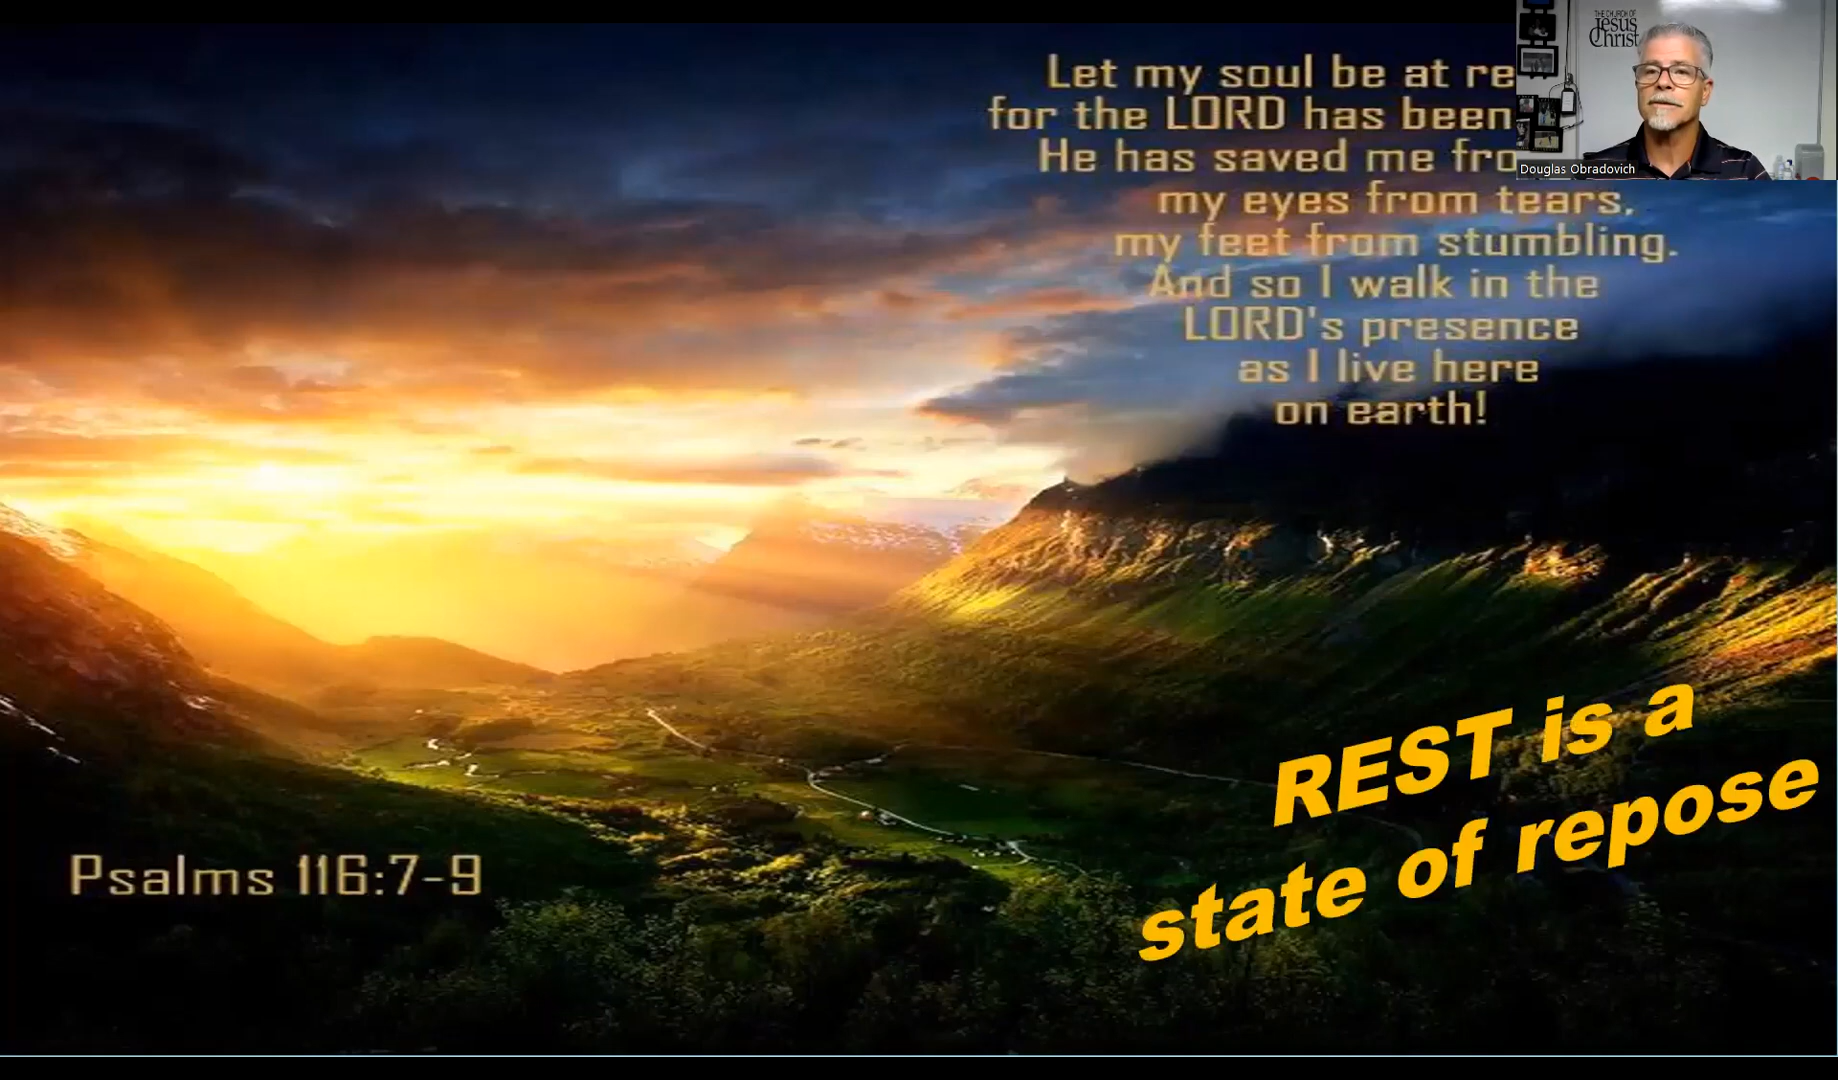 Let my soul be at re
for the LORD has been
He has saved me fro
my eyes from tears,
my feet from stumbling.
And so I walk in the
LORD's presence
as I live here
on earth!
THE CHURCH OF
Jesus
Christ
Douglas Obradovich
REST is a
state of repose
Psalms 116:7-9